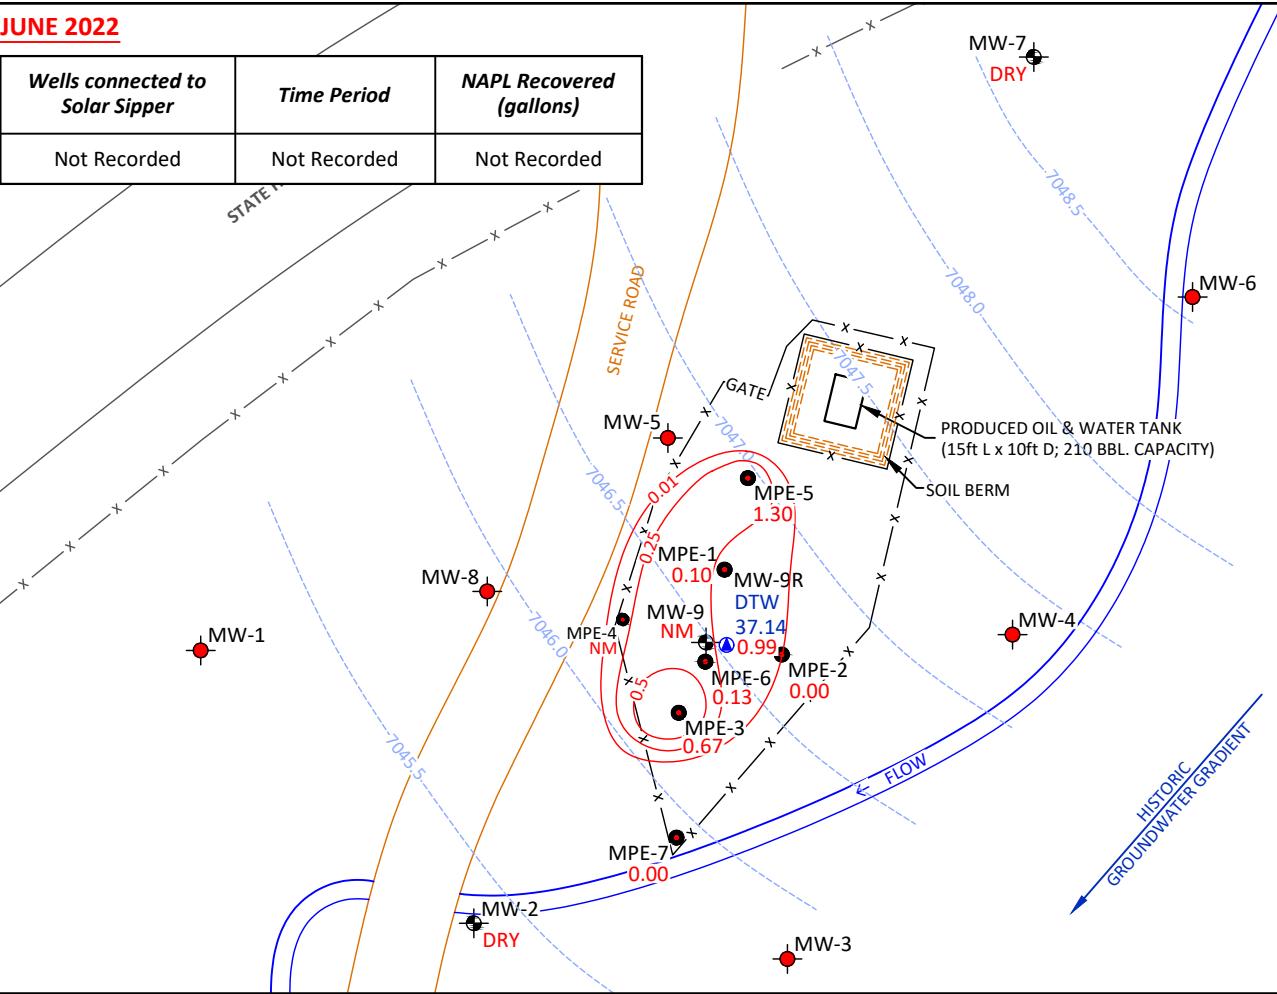 JUNE 2022
Wells connected to
Solar Sipper
Time Period
NAPL Recovered
(gallons)
Not Recorded
Not Recorded
Not Recorded
STATE
SERVICE ROAD
GATE
MW-7
DRY
7048.5
7048.0
MW-6
7047.5
PRODUCED OIL & WATER TANK
(15ft L x 10ft D; 210 BBL. CAPACITY)
SOIL BERM
MW-5
7047.0
7046.5
0.01
MPE-5
1.30
0.25
MPE-1
0.10
MW-9R
DTW
37.14
0.99
MW-8
MW-9
NM
MPE-4
NM
MW-4
MW-1
7046.0
MPE-2
0.00
MPE-6
0.13
0.5
MPE-3
0.67
7045.5
FLOW
HISTORIC
GROUNDWATER GRADIENT
MPE-7
0.00
MW-2
DRY
MW-3